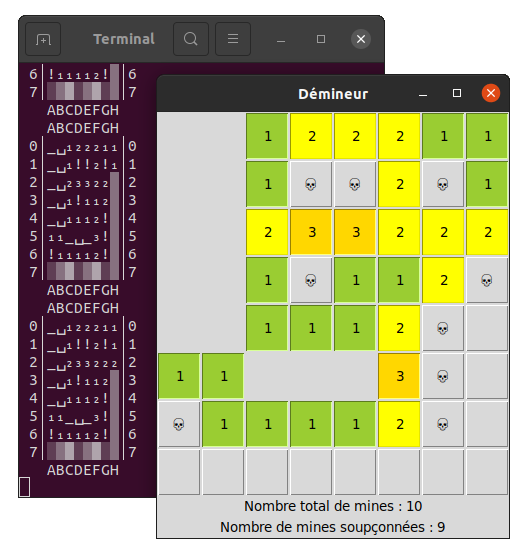 Terminal
6 !₁₁₁₁₂! 6
7 7
ABCDEFGH
ABCDEFGH
0 _␣₁₂₂₂₁₁ 0
1 _␣₁!!₂!₁ 1
2 _␣₂₃₃₂₂ 2
3 _␣₁!₁₁₂ 3
4 _␣₁₁₁₂! 4
5 ₁₁_␣_₃! 5
6 !₁₁₁₁₂! 6
7 7
ABCDEFGH
ABCDEFGH
0 _␣₁₂₂₂₁₁ 0
1 _␣₁!!₂!₁ 1
2 _␣₂₃₃₂₂₂ 2
3 _␣₁!₁₁₂ 3
4 _␣₁₁₁₂! 4
5 ₁₁_␣_₃! 5
6 !₁₁₁₁₂! 6
7 7
ABCDEFGH
Démineur
1 2 2 2 1 1
1 2 1
2 3 3 2 2 2
1 1 1 2
1 1 1 2
1 1 3
1 1 1 1 2
Nombre total de mines : 10
Nombre de mines soupçonnées : 9